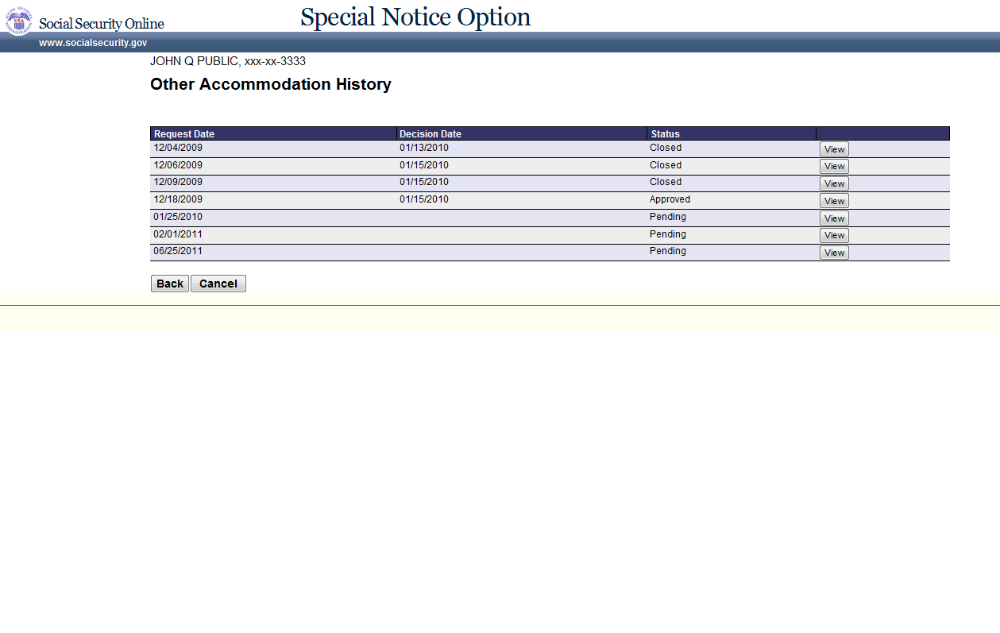 Special Notice Option
Social Security Online
www.socialsecurity.gov
JOHN Q PUBLIC, xxx-xx-3333
Other Accommodation History
Request Date Decision Date Status
12/04/2009 01/13/2010 Closed View
12/06/2009 01/15/2010 Closed View
12/09/2009 01/15/2010 Closed View
12/18/2009 01/15/2010 Approved View
01/25/2010 Pending View
02/01/2011 Pending View
06/25/2011 Pending View
Back Cancel